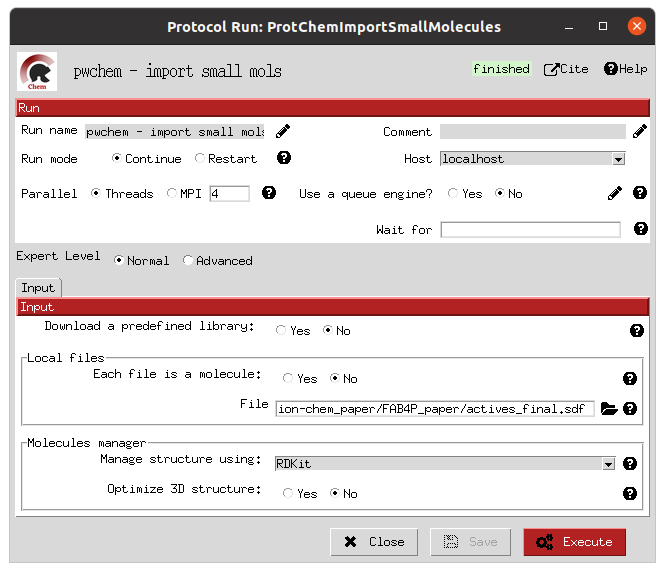 Protocol Run: ProtChemImportSmallMolecules
Chem
pwchem - import small mols
finished
Cite
Help
Run
Run name pwchem - import small mols Comment
Run mode Continue Restart Host localhost
Parallel Threads MPI 4 Use a queue engine? Yes No
Wait for
Expert Level Normal Advanced
Input
Input
Download a predefined library: Yes No
Local files
Each file is a molecule: Yes No
File ion-chem_paper/FAB4P_paper/actives_final.sdf
Molecules manager
Manage structure using: RDKit
Optimize 3D structure: Yes No
Close Save Execute